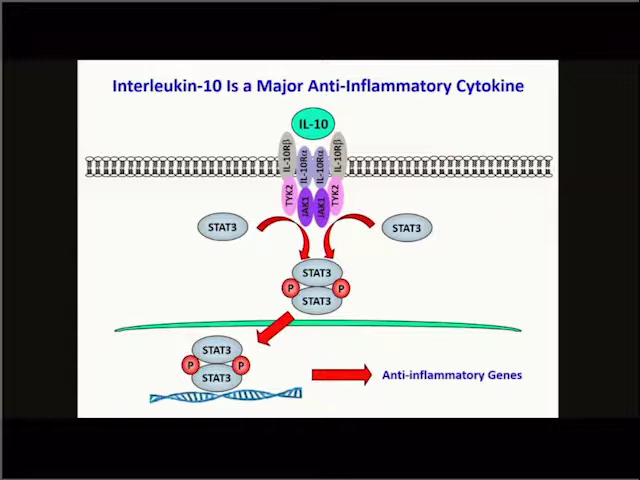 Interleukin-10 Is a Major Anti-Inflammatory Cytokine
IL-10
IL-10Rβ
IL-10Rα
IL-10Rα
IL-10Rβ
TYK2
JAK1
JAK1
TYK2
STAT3
STAT3
STAT3
P
P
STAT3
STAT3
P
P
STAT3
Anti-inflammatory Genes